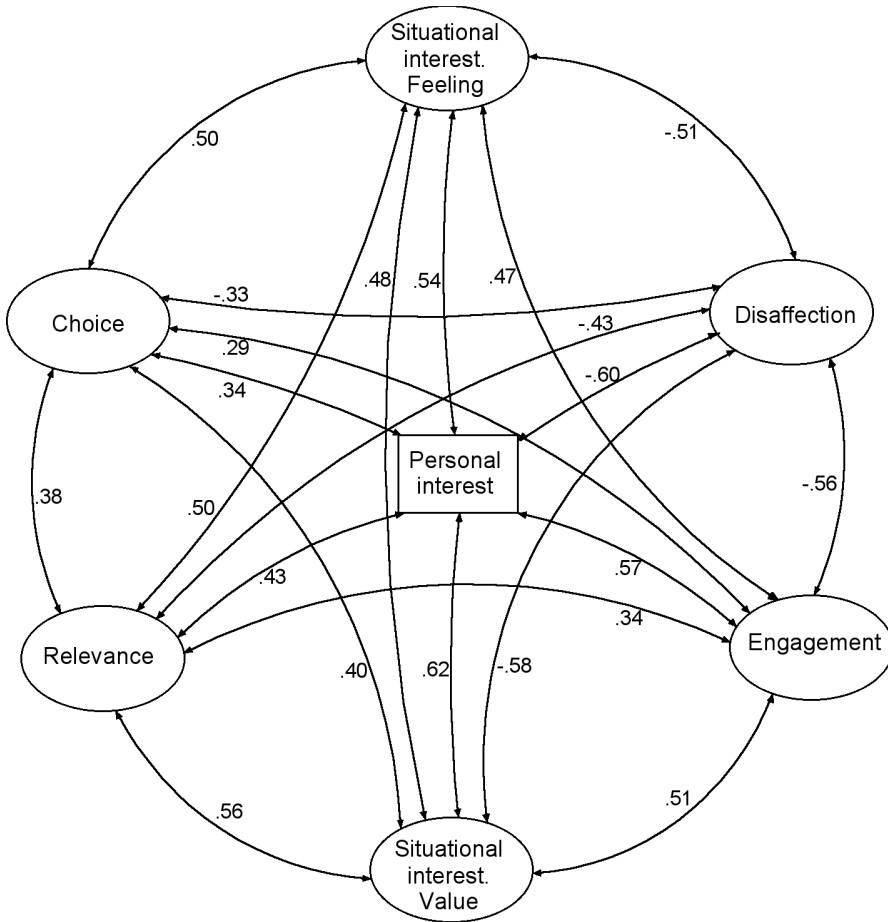 Situational
interest.
Feeling
.50
-.51
.48
.54
.47
-.33
-.43
Choice
Disaffection
.29
.34
-.60
Personal
interest
.38
.50
-.56
.43
.57
.34
Relevance
Engagement
.40
.62
-.58
.56
.51
Situational
interest.
Value